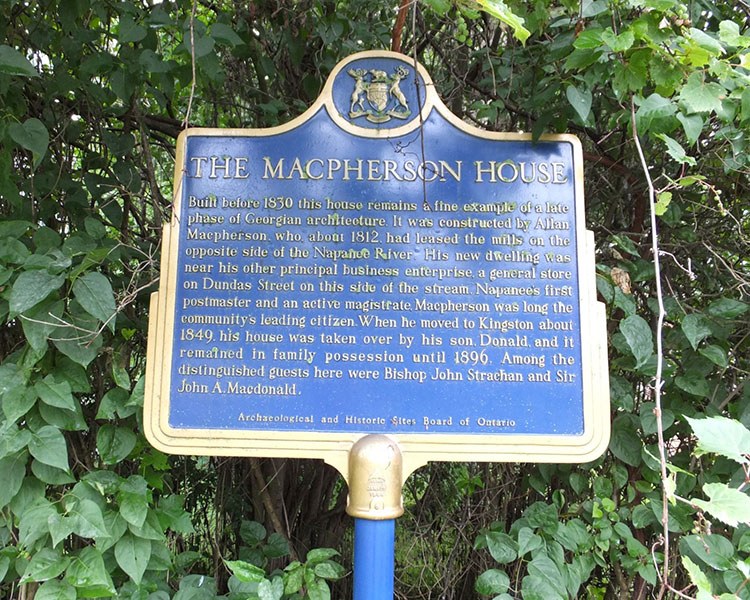 THE MACPHERSON HOUSE
Built before 1830 this house remains a fine example of a late
phase of Georgian architecture. It was constructed by Allan
Macpherson, who, about 1812, had leased the mills on the
opposite side of the Napanee River. His new dwelling was
near his other principal business enterprise, a general store
on Dundas Street on this side of the stream. Napanee's first
postmaster and an active magistrate, Macpherson was long the
community's leading citizen. When he moved to Kingston about
1849, his house was taken over by his son, Donald, and it
remained in family possession until 1896. Among the
distinguished guests here were Bishop John Strachan and Sir
John A. Macdonald.
Archaeological and Historic Sites Board of Ontario